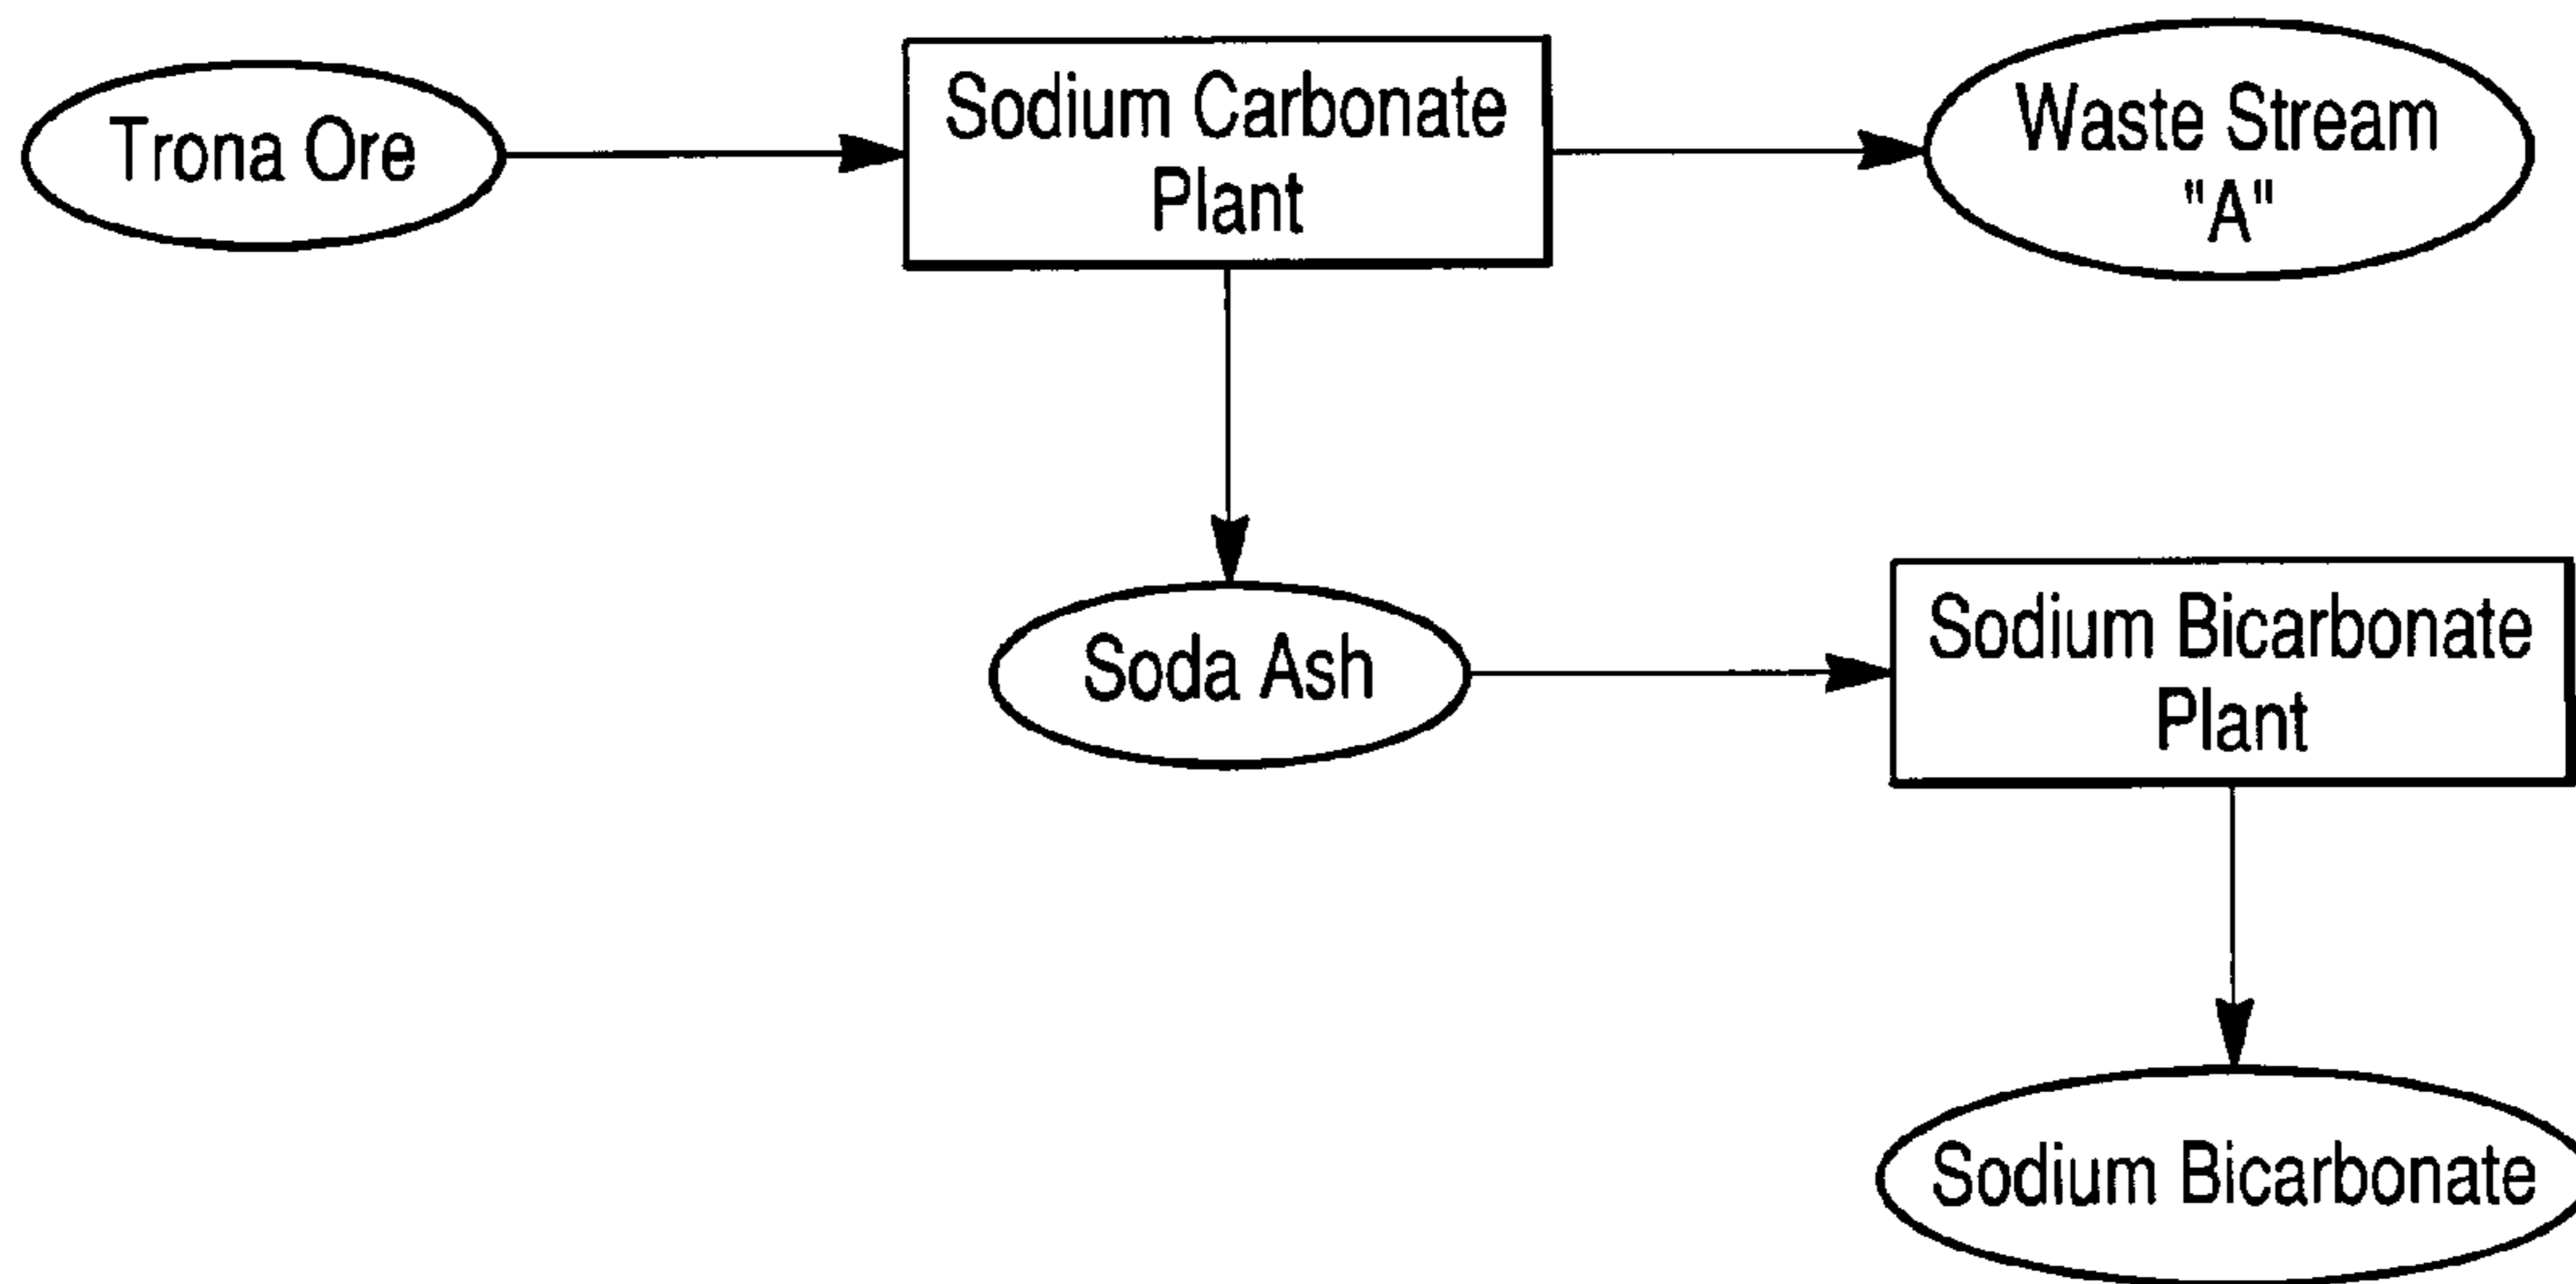 Trona Ore
Sodium Carbonate
Plant
Waste Stream
"A"
Soda Ash
Sodium Bicarbonate
Plant
Sodium Bicarbonate